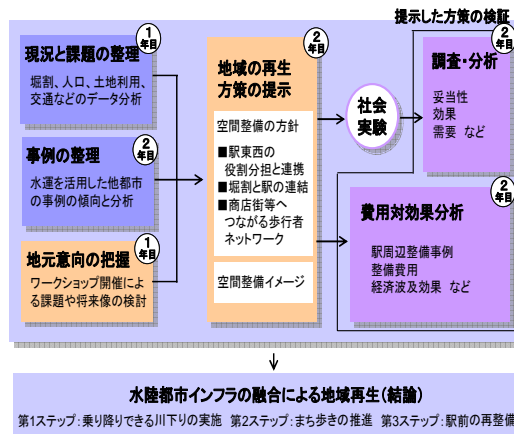 提示した方策の検証
現況と課題の整理
1
年目
堀割、人口、土地利用、
交通などのデータ分析
事例の整理
2
年目
水運を活用した他都市
の事例の傾向と分析
地元意向の把握
1
年目
ワークショップ開催によ
る課題や将来像の検討
地域の再生
方策の提示
2
年目
空間整備の方針
■駅東西の
役割分担と連携
■堀割と駅の連結
■商店街等へ
つながる歩行者
ネットワーク
空間整備イメージ
社会
実験
調査・分析
2
年目
妥当性
効果
需要 など
費用対効果分析
2
年目
駅周辺整備事例
整備費用
経済波及効果 など
水陸都市インフラの融合による地域再生(結論)
第1ステップ:乗り降りできる川下りの実施 第2ステップ:まち歩きの推進 第3ステップ:駅前の再整備